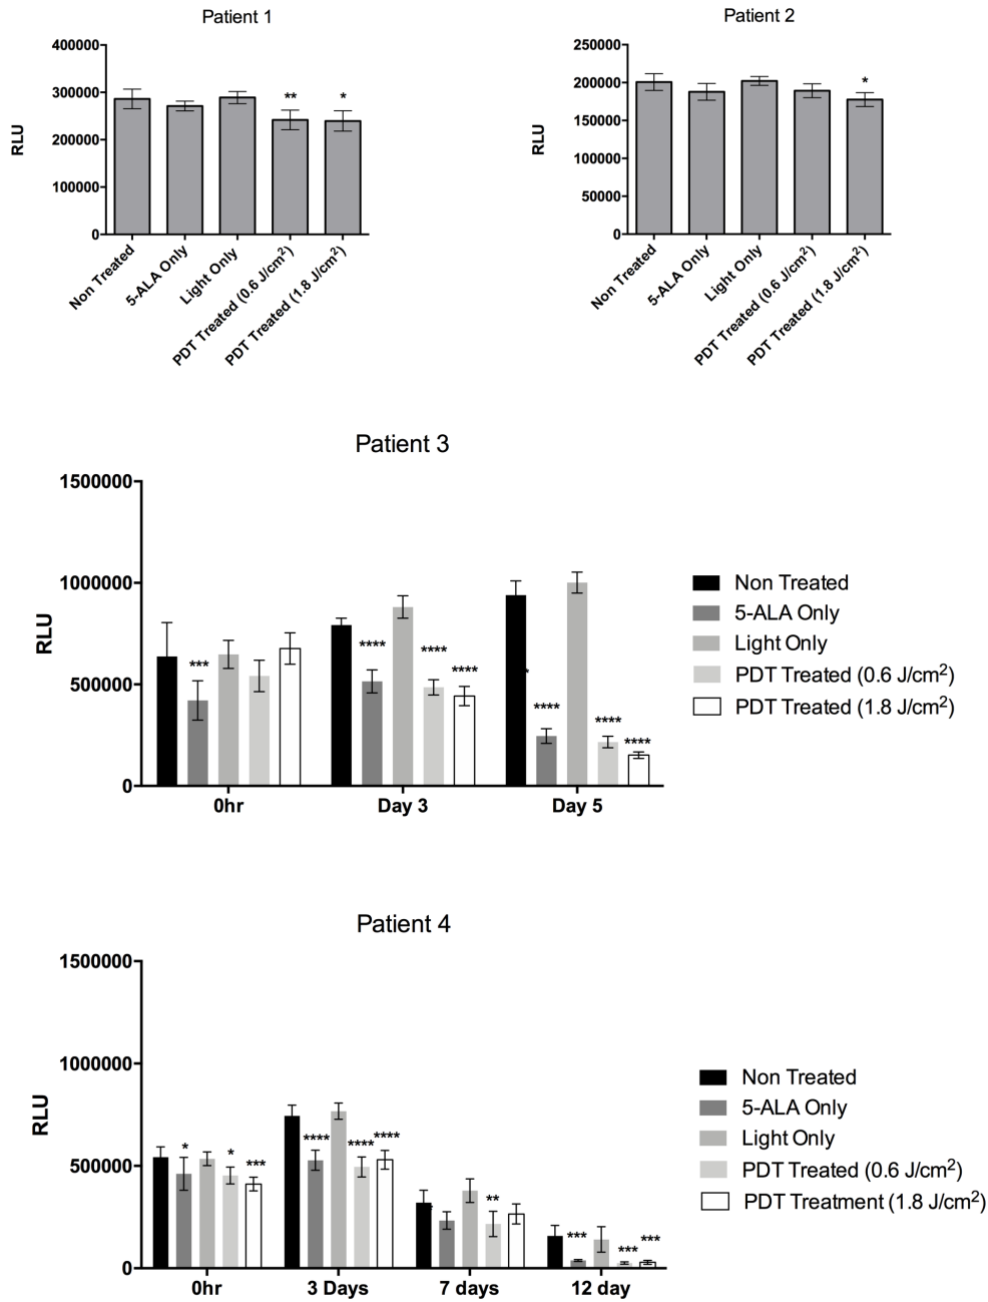 Patient 1
400000
300000
200000
100000
0
RLU
**
*
Non Treated
5-ALA Only
Light Only
PDT Treated (0.6 J/cm²)
PDT Treated (1.8 J/cm²)
Patient 2
250000
200000
150000
100000
50000
0
RLU
*
Non Treated
5-ALA Only
Light Only
PDT Treated (0.6 J/cm²)
PDT Treated (1.8 J/cm²)
Patient 3
1500000
1000000
500000
0
RLU
***
****
****
****
****
****
****
0hr
Day 3
Day 5
Non Treated
5-ALA Only
Light Only
PDT Treated (0.6 J/cm²)
PDT Treated (1.8 J/cm²)
Patient 4
1500000
1000000
500000
0
RLU
*
*
***
****
****
****
**
***
***
***
0hr
3 Days
7 days
12 day
Non Treated
5-ALA Only
Light Only
PDT Treated (0.6 J/cm²)
PDT Treatment (1.8 J/cm²)